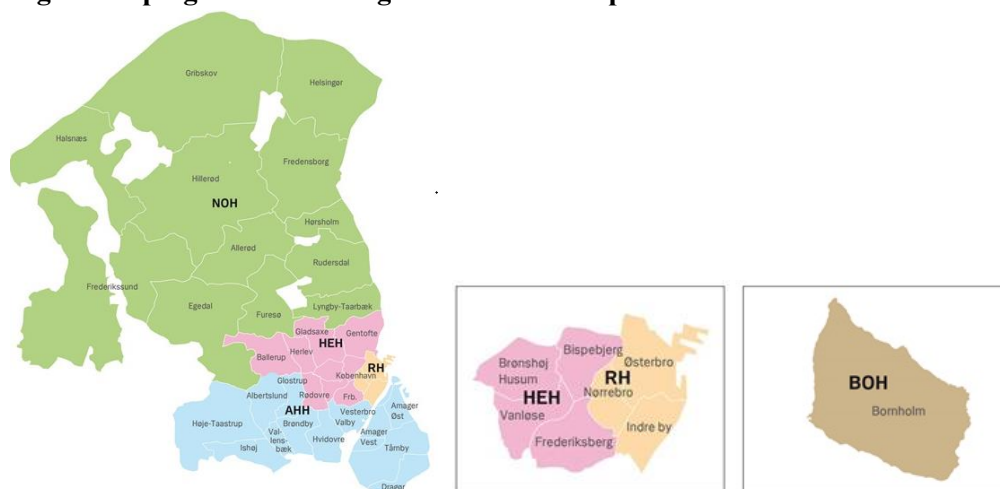 Gribskov
Helsingør
Halsnæs
Fredensborg
Hillerød
NOH
Hørsholm
Allerød
Rudersdal
Frederikssund
Egedal
Furesø
Lyngby-Taarbæk
Gladsaxe
Gentofte
HEH
Ballerup
Herlev
RH
København
Glostrup
Albertslund
Rødovre
Frb.
AHH
Brøndby
Vesterbro
Valby
Amager
Øst
Høje-Taastrup
Val-
lens-
bæk
Hvidovre
Amager
Vest
Ishøj
Tårnby
Dragør
Bispebjerg
Brønshøj
Husum
Østerbro
RH
HEH
Nørrebro
Vanløse
Indre by
Frederiksberg
BOH
Bornholm